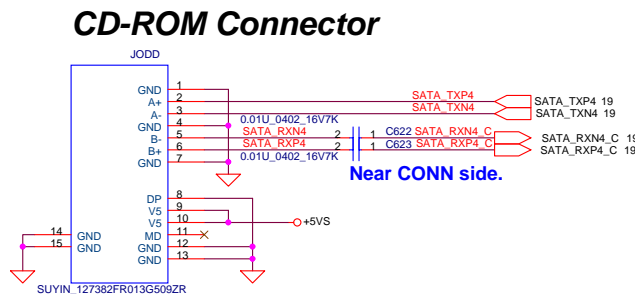 CD-ROM Connector
JODD
GND 1
A+ 2 SATA_TXP4 SATA_TXP4 19
A- 3 SATA_TXN4 SATA_TXN4 19
GND 4 0.01U_0402_16V7K
B- 5 SATA_RXN4 2 1 C622 SATA_RXN4_C SATA_RXN4_C 19
B+ 6 SATA_RXP4 2 1 C623 SATA_RXP4_C SATA_RXP4_C 19
GND 7 0.01U_0402_16V7K
Near CONN side.
DP 8
V5 9
V5 10 +5VS
14 GND MD 11
15 GND GND 12
GND 13
SUYIN_127382FR013G509ZR